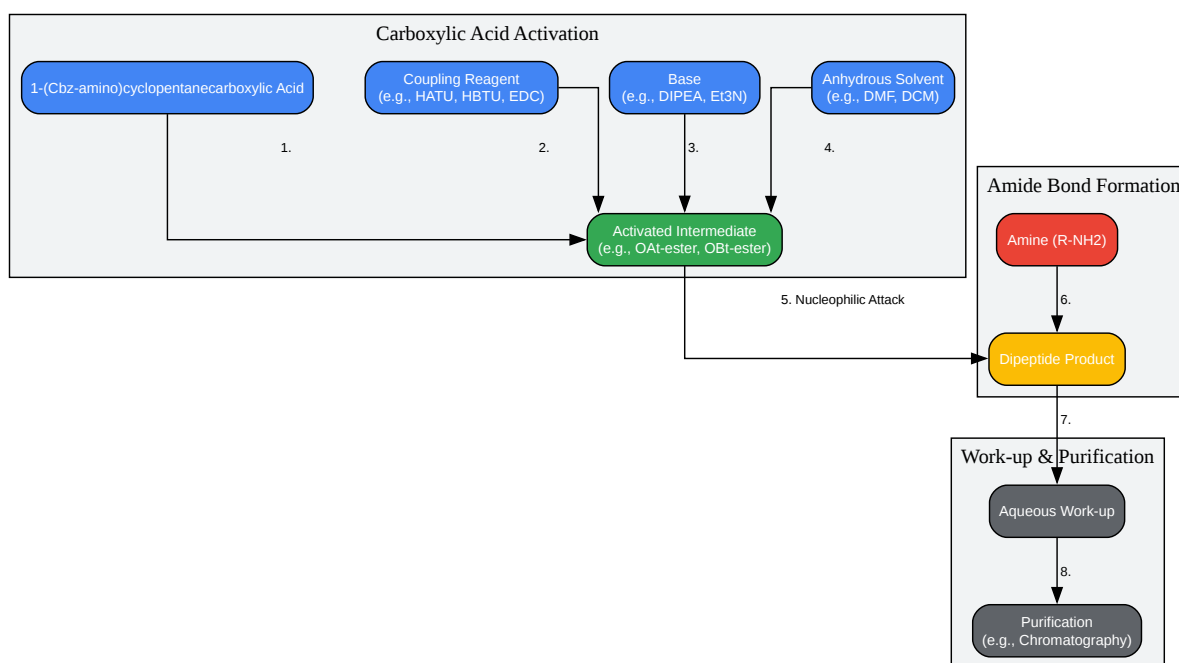 Carboxylic Acid Activation
1-(Cbz-amino)cyclopentanecarboxylic Acid
Coupling Reagent
(e.g., HATU, HBTU, EDC)
Base
(e.g., DIPEA, Et3N)
Anhydrous Solvent
(e.g., DMF, DCM)
1.
2.
3.
4.
Activated Intermediate
(e.g., OAt-ester, OBt-ester)
Amide Bond Formation
Amine (R-NH2)
5. Nucleophilic Attack
6.
Dipeptide Product
7.
Work-up & Purification
Aqueous Work-up
8.
Purification
(e.g., Chromatography)